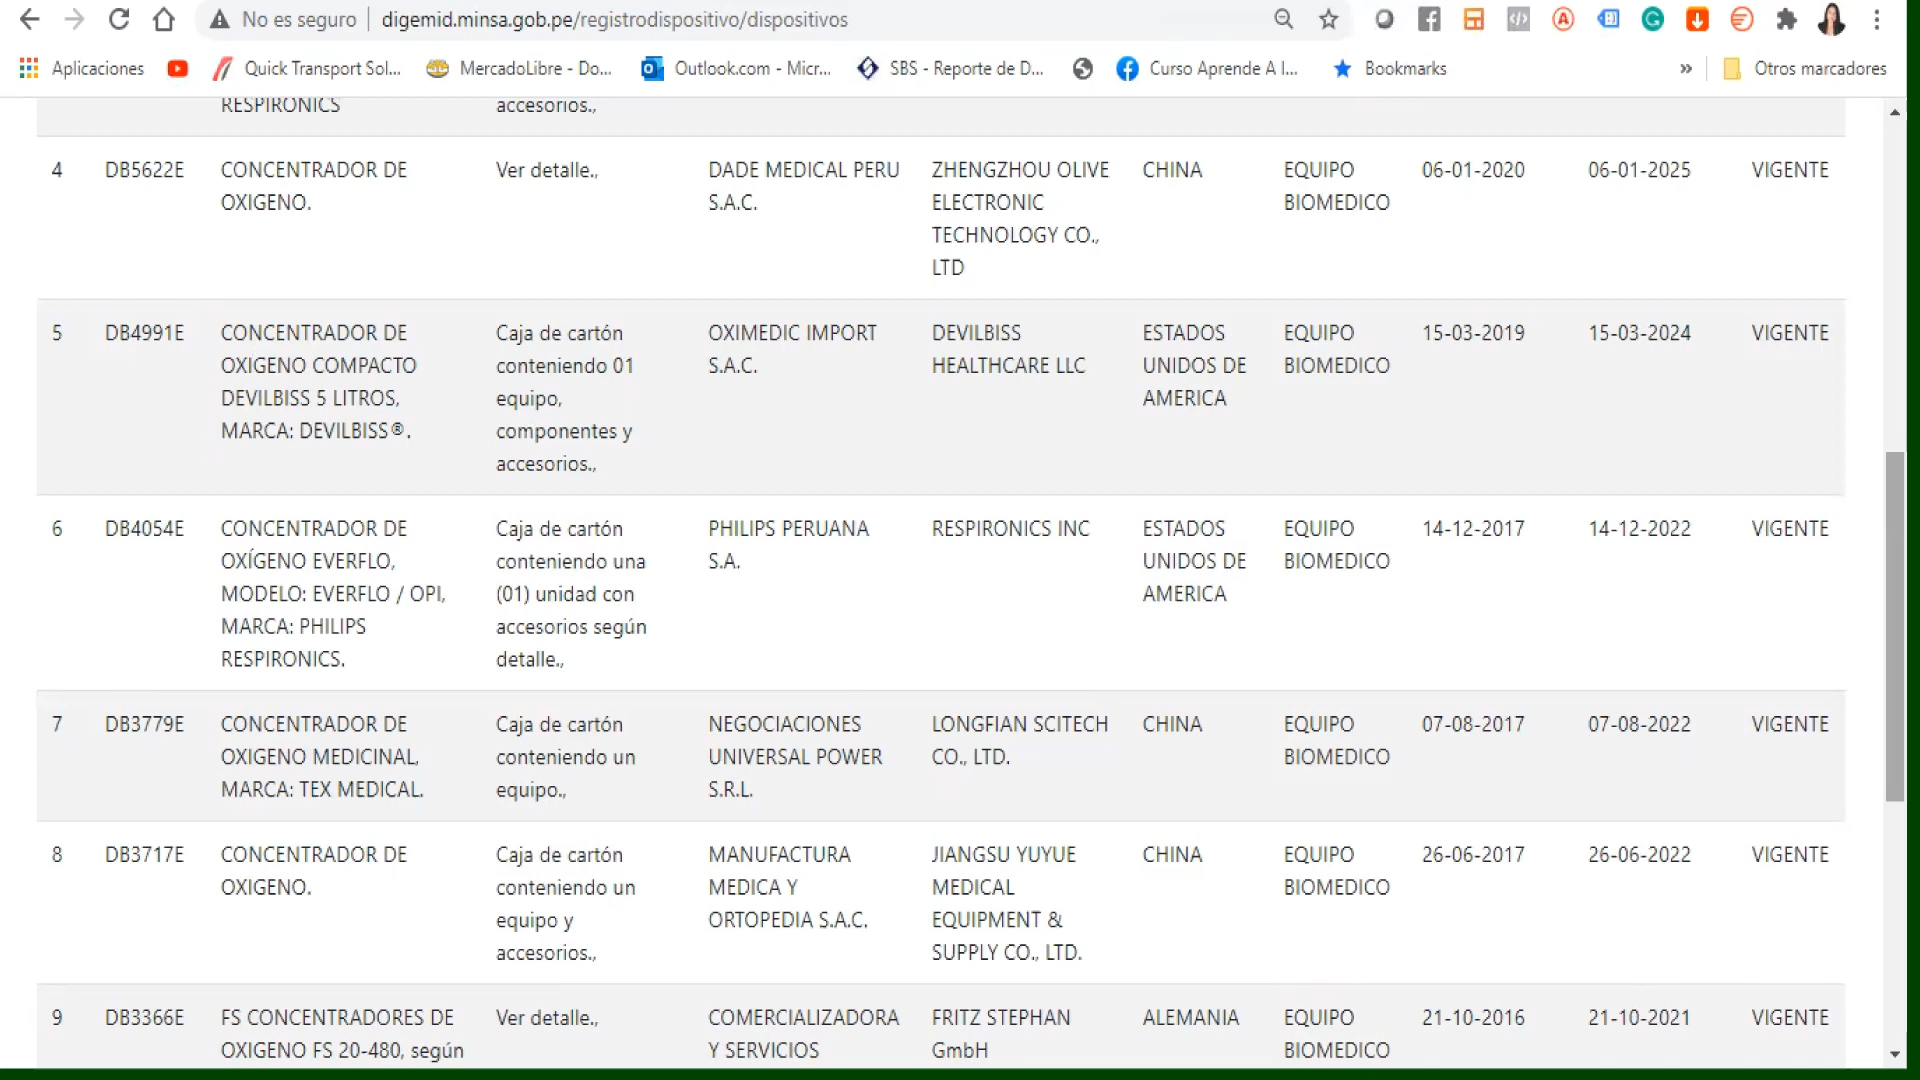 No es seguro digemid.minsa.gob.pe/registrodispositivo/dispositivos
Aplicaciones Quick Transport Sol... MercadoLibre - Do... Outlook.com - Micr... SBS - Reporte de D... Curso Aprende A I... Bookmarks » Otros marcadores
RESPIRONICS accesorios.,
4 DB5622E CONCENTRADOR DE Ver detalle., DADE MEDICAL PERU ZHENGZHOU OLIVE CHINA EQUIPO 06-01-2020 06-01-2025 VIGENTE
OXIGENO. S.A.C. ELECTRONIC BIOMEDICO
TECHNOLOGY CO.,
LTD
5 DB4991E CONCENTRADOR DE Caja de cartón OXIMEDIC IMPORT DEVILBISS ESTADOS EQUIPO 15-03-2019 15-03-2024 VIGENTE
OXIGENO COMPACTO conteniendo 01 S.A.C. HEALTHCARE LLC UNIDOS DE BIOMEDICO
DEVILBISS 5 LITROS, equipo, AMERICA
MARCA: DEVILBISS®. componentes y
accesorios.,
6 DB4054E CONCENTRADOR DE Caja de cartón PHILIPS PERUANA RESPIRONICS INC ESTADOS EQUIPO 14-12-2017 14-12-2022 VIGENTE
OXÍGENO EVERFLO, conteniendo una S.A. UNIDOS DE BIOMEDICO
MODELO: EVERFLO / OPI, (01) unidad con AMERICA
MARCA: PHILIPS accesorios según
RESPIRONICS. detalle.,
7 DB3779E CONCENTRADOR DE Caja de cartón NEGOCIACIONES LONGFIAN SCITECH CHINA EQUIPO 07-08-2017 07-08-2022 VIGENTE
OXIGENO MEDICINAL, conteniendo un UNIVERSAL POWER CO., LTD. BIOMEDICO
MARCA: TEX MEDICAL. equipo., S.R.L.
8 DB3717E CONCENTRADOR DE Caja de cartón MANUFACTURA JIANGSU YUYUE CHINA EQUIPO 26-06-2017 26-06-2022 VIGENTE
OXIGENO. conteniendo un MEDICA Y MEDICAL BIOMEDICO
equipo y ORTOPEDIA S.A.C. EQUIPMENT &
accesorios., SUPPLY CO., LTD.
9 DB3366E FS CONCENTRADORES DE Ver detalle., COMERCIALIZADORA FRITZ STEPHAN ALEMANIA EQUIPO 21-10-2016 21-10-2021 VIGENTE
OXIGENO FS 20-480, según Y SERVICIOS GmbH BIOMEDICO